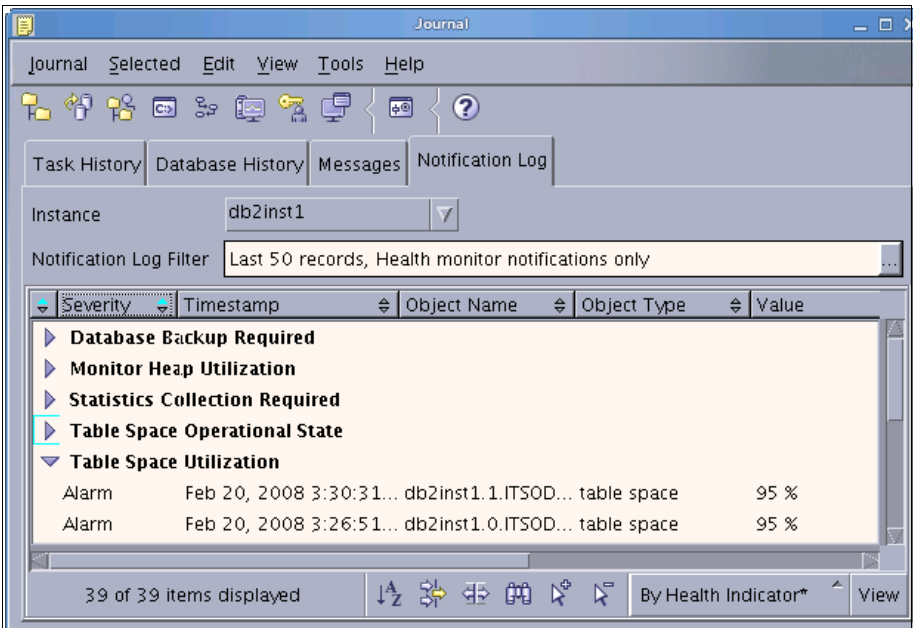 Journal
Journal Selected Edit View Tools Help
Task History Database History Messages Notification Log
Instance db2inst1
Notification Log Filter Last 50 records, Health monitor notifications only ...
Severity Timestamp Object Name Object Type Value
Database Backup Required
Monitor Heap Utilization
Statistics Collection Required
Table Space Operational State
Table Space Utilization
Alarm Feb 20, 2008 3:30:31... db2inst1.1.ITSOD... table space 95 %
Alarm Feb 20, 2008 3:26:51... db2inst1.0.ITSOD... table space 95 %
39 of 39 items displayed By Health Indicator* View